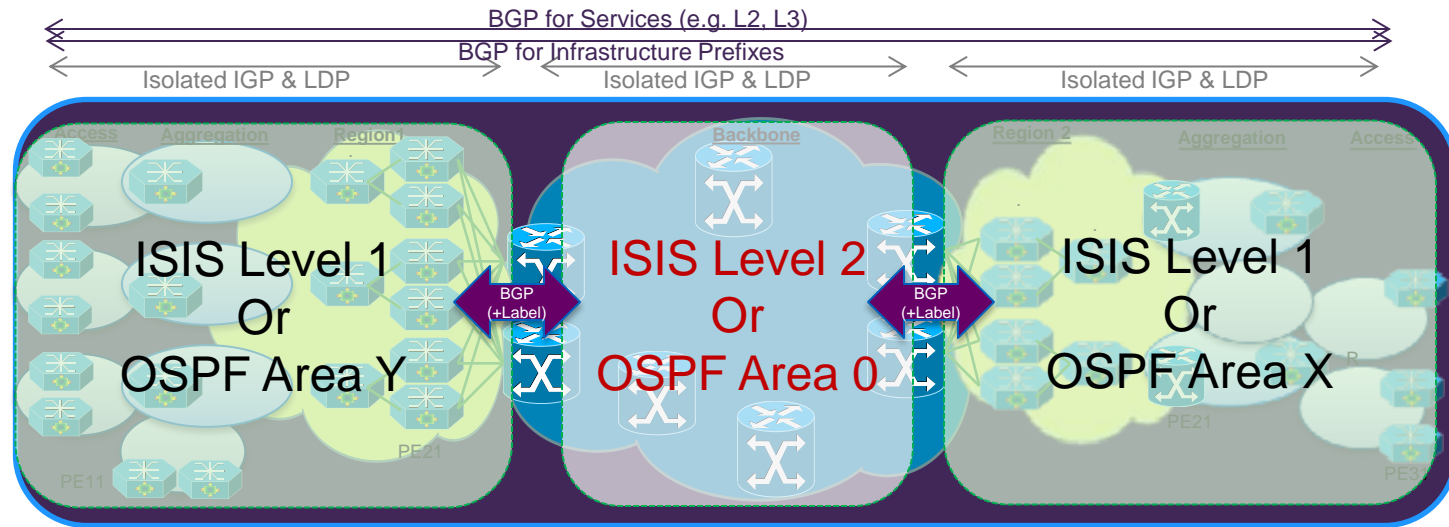 BGP for Services (e.g. L2, L3)
BGP for Infrastructure Prefixes
Isolated IGP & LDP
Isolated IGP & LDP
Isolated IGP & LDP
Access
Aggregation
Region1
Backbone
Region 2
Aggregation
Access
ISIS Level 1
Or
OSPF Area Y
BGP
(+Label)
ISIS Level 2
Or
OSPF Area 0
BGP
(+Label)
ISIS Level 1
Or
OSPF Area X
R
PE11
PE21
PE21
PE31